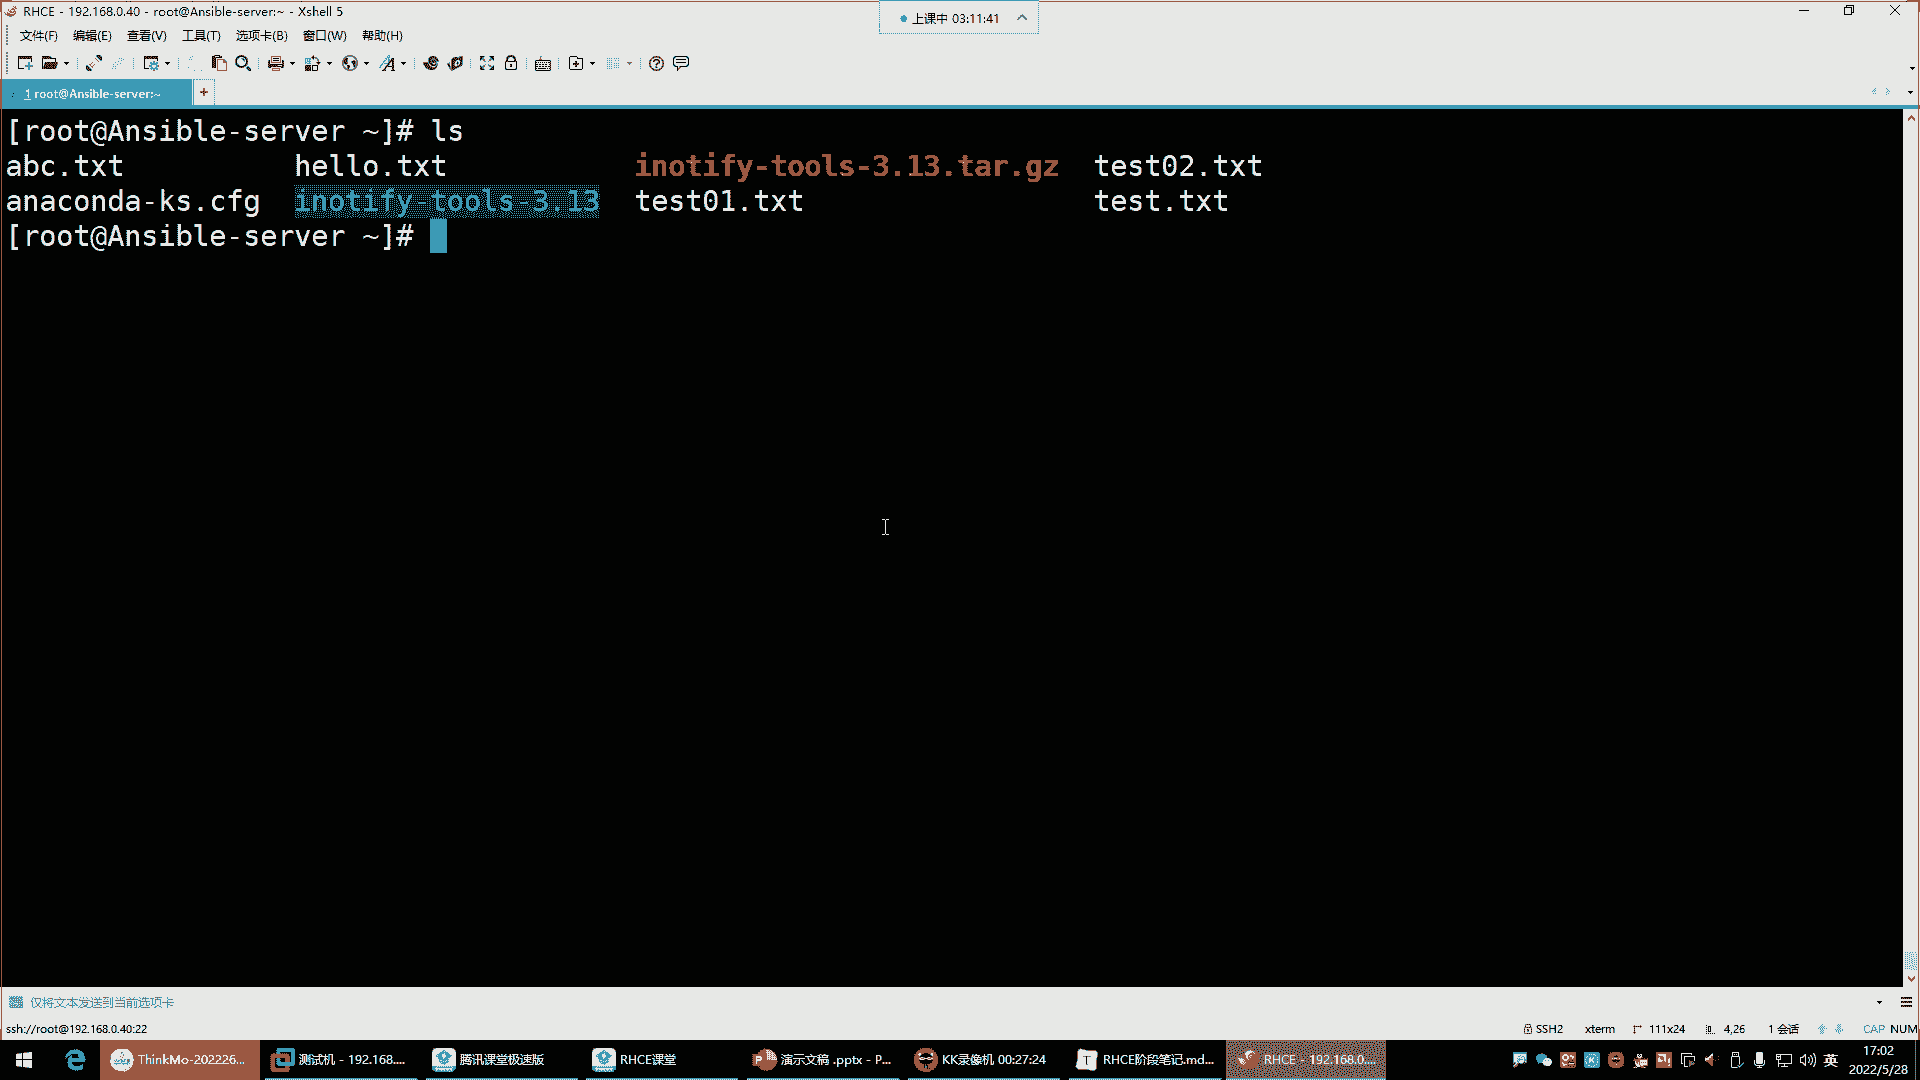 RHCE - 192.168.0.40 - root@Ansible-server:~ - Xshell 5
上课中 03:11:41
文件(F) 编辑(E) 查看(V) 工具(T) 选项卡(B) 窗口(W) 帮助(H)
1 root@Ansible-server:~
[root@Ansible-server ~]# ls
abc.txt hello.txt inotify-tools-3.13.tar.gz test02.txt
anaconda-ks.cfg inotify-tools-3.13 test01.txt test.txt
[root@Ansible-server ~]#
仅将文本发送到当前选项卡
ssh://root@192.168.0.40:22 SSH2 xterm 111x24 4,26 1 会话 CAP NUM
ThinkMo-202226... 测试机 - 192.168.... 腾讯课堂极速版 RHCE课堂 演示文稿 .pptx - P... KK录像机 00:27:24 RHCE阶段笔记.md... RHCE - 192.168.0.... 英 17:02
2022/5/28